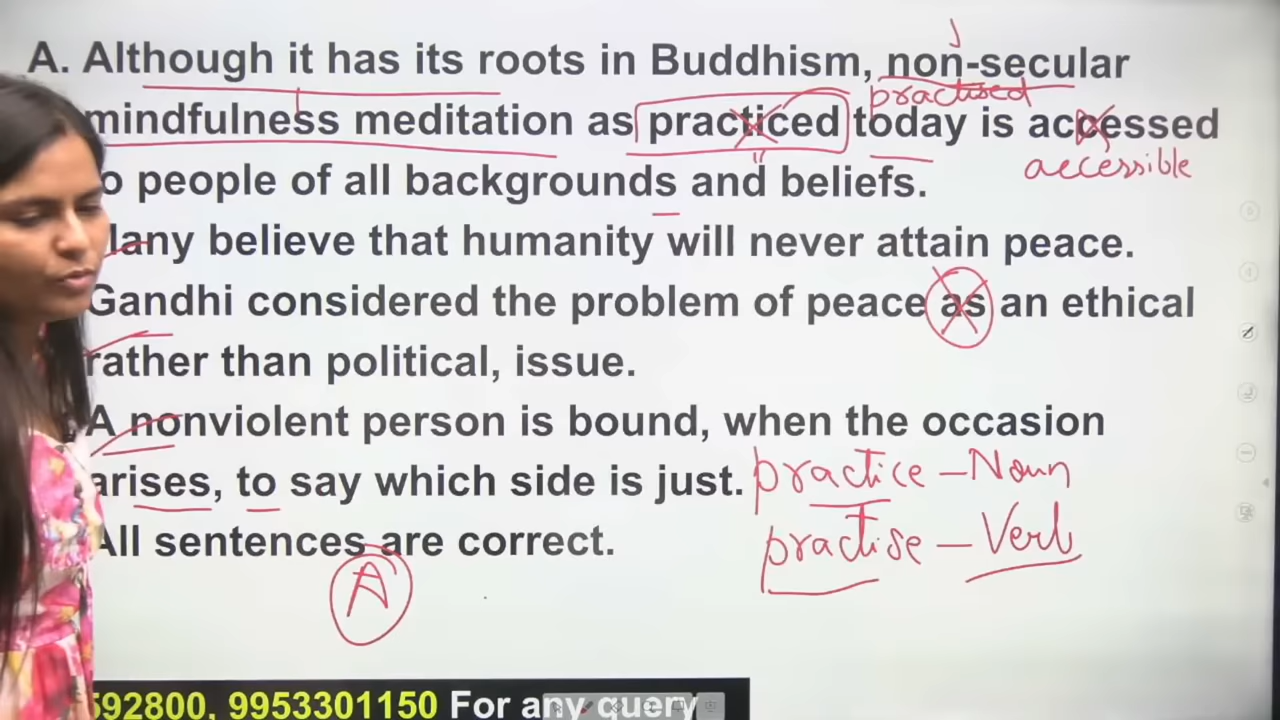 A. Although it has its roots in Buddhism, non-secular
practised
mindfulness meditation as practiced today is accessed
accessible
to people of all backgrounds and beliefs.
Many believe that humanity will never attain peace.
Gandhi considered the problem of peace as an ethical
rather than political, issue.
A nonviolent person is bound, when the occasion
arises, to say which side is just.
practice – Noun
All sentences are correct.
practise – Verb
A
592800, 9953301150 For any query